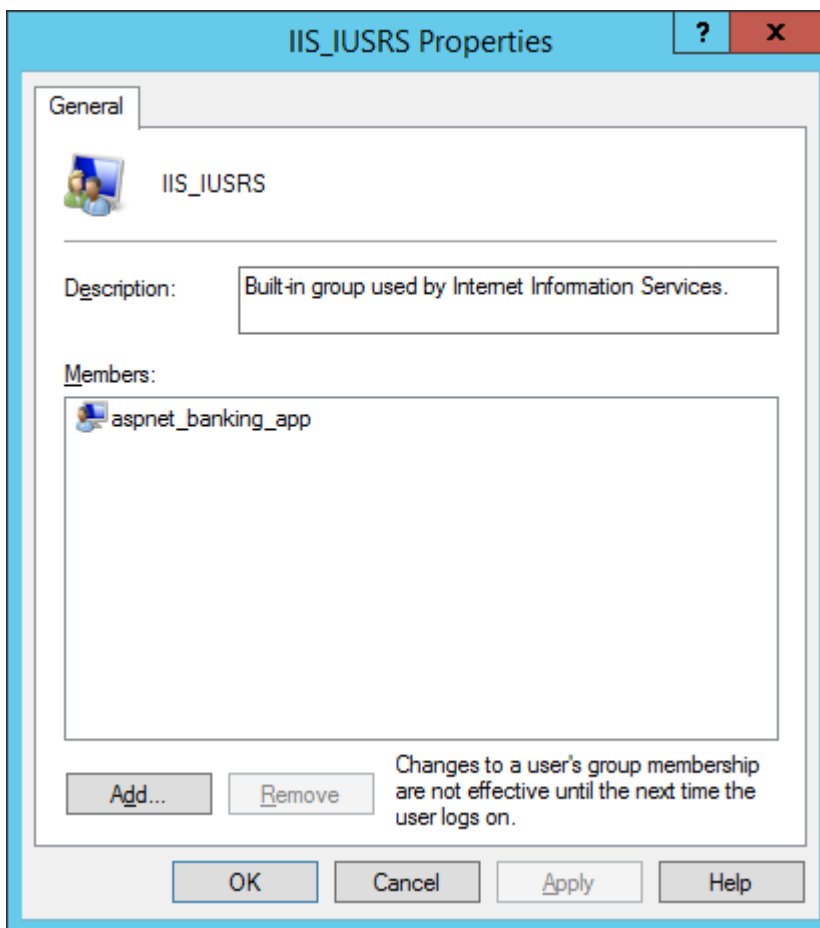 IIS_IUSRS Properties
?
x
General
IIS_IUSRS
Description:
Built-in group used by Internet Information Services.
Members:
aspnet_banking_app
Add...
Remove
Changes to a user's group membership
are not effective until the next time the
user logs on.
OK
Cancel
Apply
Help